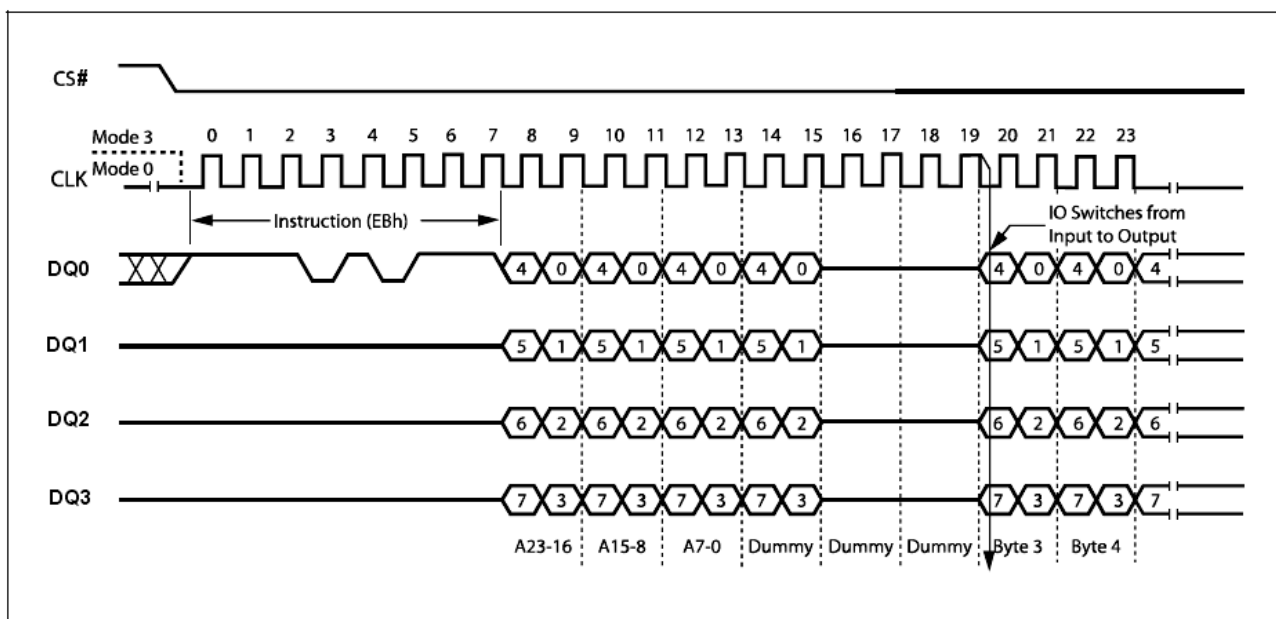 CS#
Mode 3
0 1 2 3 4 5 6 7 8 9 10 11 12 13 14 15 16 17 18 19 20 21 22 23
CLK Mode 0
Instruction (EBh)
IO Switches from
Input to Output
DQ0 4 0 4 0 4 0 4 0 4 0 4 0 4
DQ1 5 1 5 1 5 1 5 1 5 1 5 1 5
DQ2 6 2 6 2 6 2 6 2 6 2 6 2 6
DQ3 7 3 7 3 7 3 7 3 7 3 7 3 7
A23-16 A15-8 A7-0 Dummy Dummy Dummy Byte 3 Byte 4